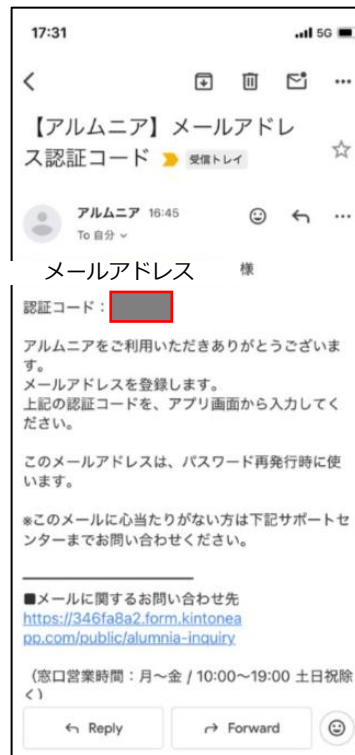 17:31
5G
【アルムニア】メールアドレ
ス認証コード
受信トレイ
アルムニア 16:45
To 自分
メールアドレス 様
認証コード：
アルムニアをご利用いただきありがとうございま
す。
メールアドレスを登録します。
上記の認証コードを、アプリ画面から入力してく
ださい。
このメールアドレスは、パスワード再発行時に使
います。
※このメールに心当たりがない方は下記サポートセ
ンターまでお問い合わせください。
■メールに関するお問い合わせ先
https://346fa8a2.form.kintonea
pp.com/public/alumnia-inquiry
（窓口営業時間：月〜金 / 10:00〜19:00 土日祝除
く）
Reply
Forward